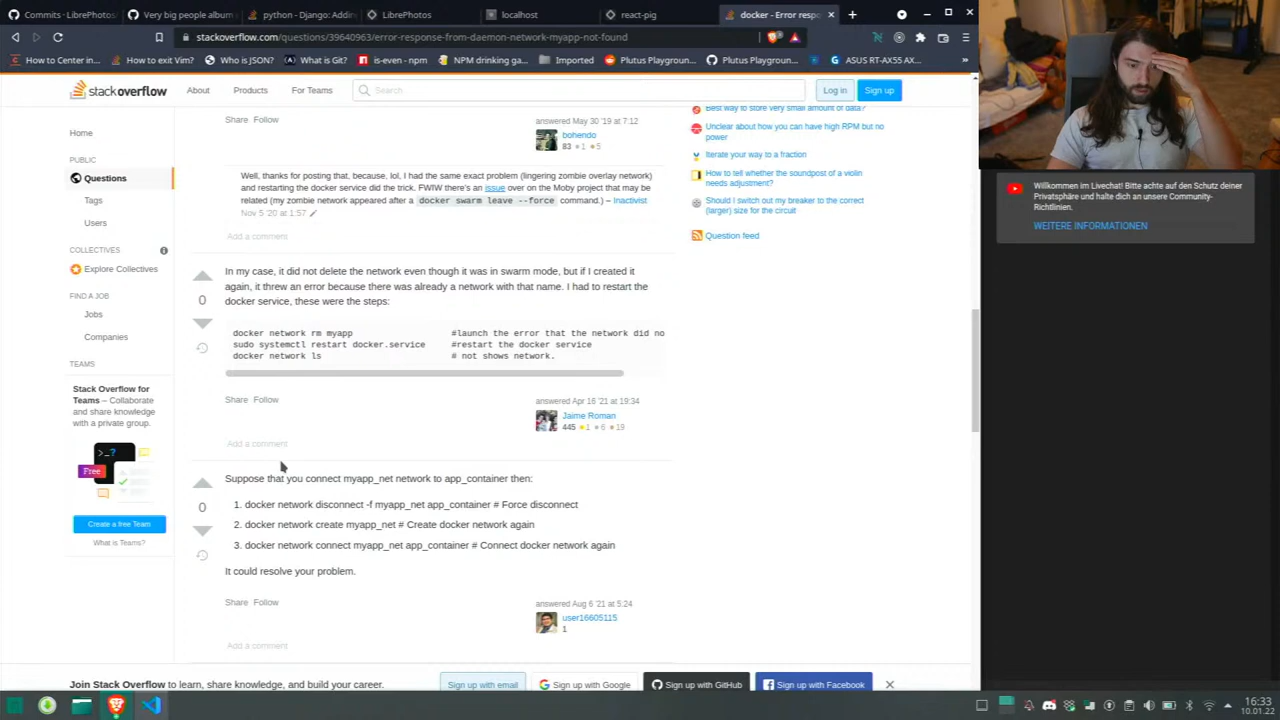 Commits · LibrePhotos
Very big people album
python - Django: Addin
LibrePhotos
localhost
react-pig
docker - Error respo
stackoverflow.com/questions/39640963/error-response-from-daemon-network-myapp-not-found
How to Center in...
How to exit Vim?
Who is JSON?
What is Git?
is-even - npm
NPM drinking ga...
Imported
Plutus Playgroun...
Plutus Playgroun...
ASUS RT-AX55 AX...
stackoverflow
About
Products
For Teams
Search...
Log in
Sign up
Home
PUBLIC
Questions
Tags
Users
COLLECTIVES
Explore Collectives
FIND A JOB
Jobs
Companies
TEAMS
Stack Overflow for
Teams – Collaborate
and share knowledge
with a private group.
Free
Create a free Team
What is Teams?
Share Follow
answered May 30 '19 at 7:12
bohendo
83 1 5
Well, thanks for posting that, because, lol, I had the same exact problem (lingering zombie overlay network)
and restarting the docker service did the trick. FWIW there's an issue over on the Moby project that may be
related (my zombie network appeared after a docker swarm leave --force command.) – Inactivist
Nov 5 '20 at 1:57
Add a comment
0
In my case, it did not delete the network even though it was in swarm mode, but if I created it
again, it threw an error because there was already a network with that name. I had to restart the
docker service, these were the steps:
docker network rm myapp #launch the error that the network did no
sudo systemctl restart docker.service #restart the docker service
docker network ls # not shows network.
Share Follow
answered Apr 16 '21 at 19:34
Jaime Roman
445 1 6 19
Add a comment
0
Suppose that you connect myapp_net network to app_container then:
1. docker network disconnect -f myapp_net app_container # Force disconnect
2. docker network create myapp_net # Create docker network again
3. docker network connect myapp_net app_container # Connect docker network again
It could resolve your problem.
Share Follow
answered Aug 6 '21 at 5:24
user16605115
1
Add a comment
Best way to store very small amount of data?
Unclear about how you can have high RPM but no
power
Iterate your way to a fraction
How to tell whether the soundpost of a violin
needs adjustment?
Should I switch out my breaker to the correct
(larger) size for the circuit
Question feed
Willkommen im Livechat! Bitte achte auf den Schutz deiner
Privatsphäre und halte dich an unsere Community-
Richtlinien.
WEITERE INFORMATIONEN
Join Stack Overflow to learn, share knowledge, and build your career.
Sign up with email
Sign up with Google
Sign up with GitHub
Sign up with Facebook
16:33
10.01.22